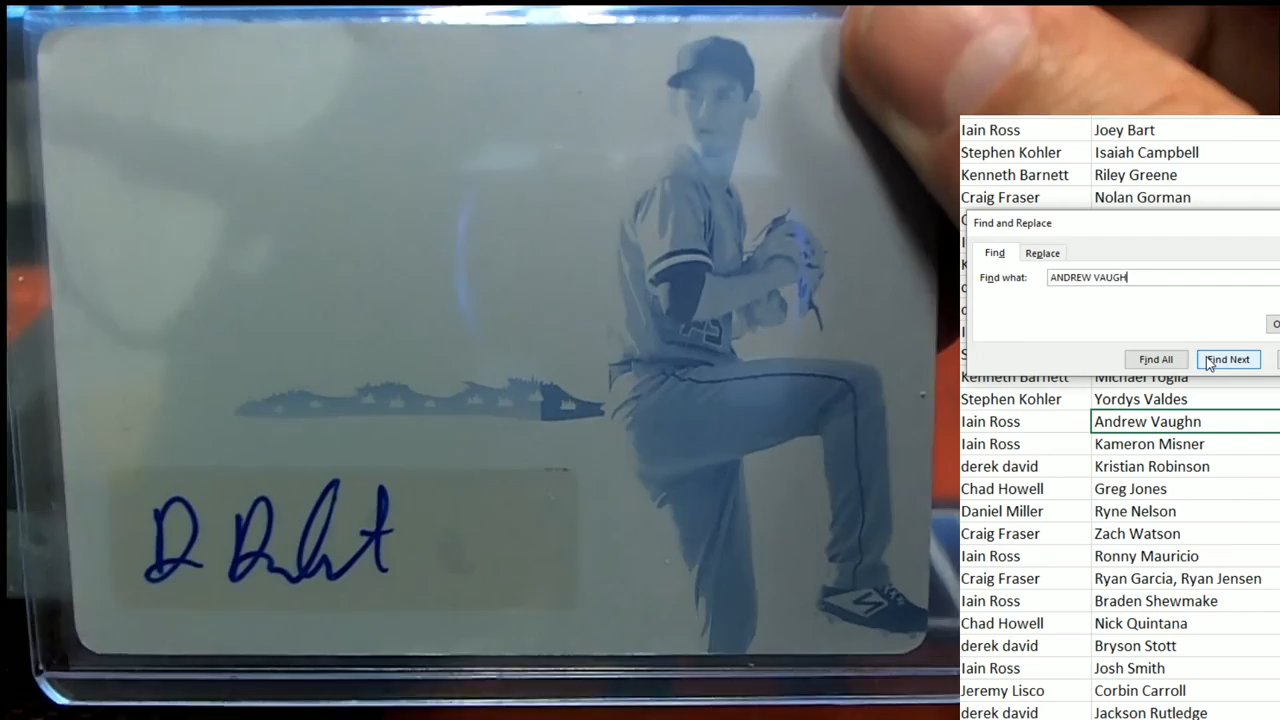 Iain Ross Joey Bart
Stephen Kohler Isaiah Campbell
Kenneth Barnett Riley Greene
Craig Fraser Nolan Gorman
Find and Replace
Find Replace
Find what: ANDREW VAUGH
Find All Find Next
Kenneth Barnett Michael Toglia
Stephen Kohler Yordys Valdes
Iain Ross Andrew Vaughn
Iain Ross Kameron Misner
derek david Kristian Robinson
Chad Howell Greg Jones
Daniel Miller Ryne Nelson
Craig Fraser Zach Watson
Iain Ross Ronny Mauricio
Craig Fraser Ryan Garcia, Ryan Jensen
Iain Ross Braden Shewmake
Chad Howell Nick Quintana
derek david Bryson Stott
Iain Ross Josh Smith
Jeremy Lisco Corbin Carroll
derek david Jackson Rutledge